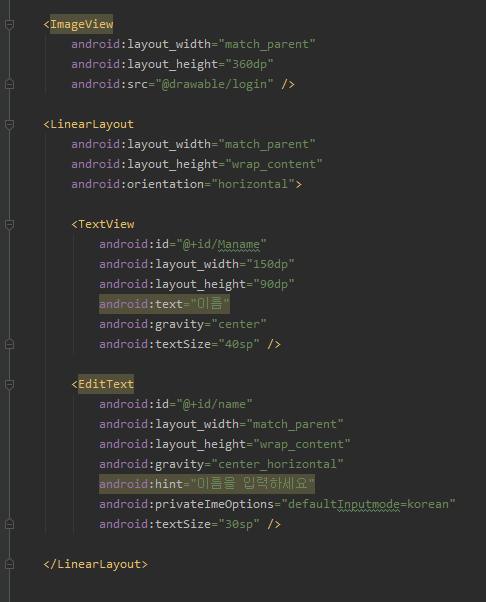 <ImageView
android:layout_width="match_parent"
android:layout_height="360dp"
android:src="@drawable/login" />
<LinearLayout
android:layout_width="match_parent"
android:layout_height="wrap_content"
android:orientation="horizontal">
<TextView
android:id="@+id/Maname"
android:layout_width="150dp"
android:layout_height="90dp"
android:text="이름"
android:gravity="center"
android:textSize="40sp" />
<EditText
android:id="@+id/name"
android:layout_width="match_parent"
android:layout_height="wrap_content"
android:gravity="center_horizontal"
android:hint="이름을 입력하세요"
android:privateImeOptions="defaultInputmode=korean"
android:textSize="30sp" />
</LinearLayout>